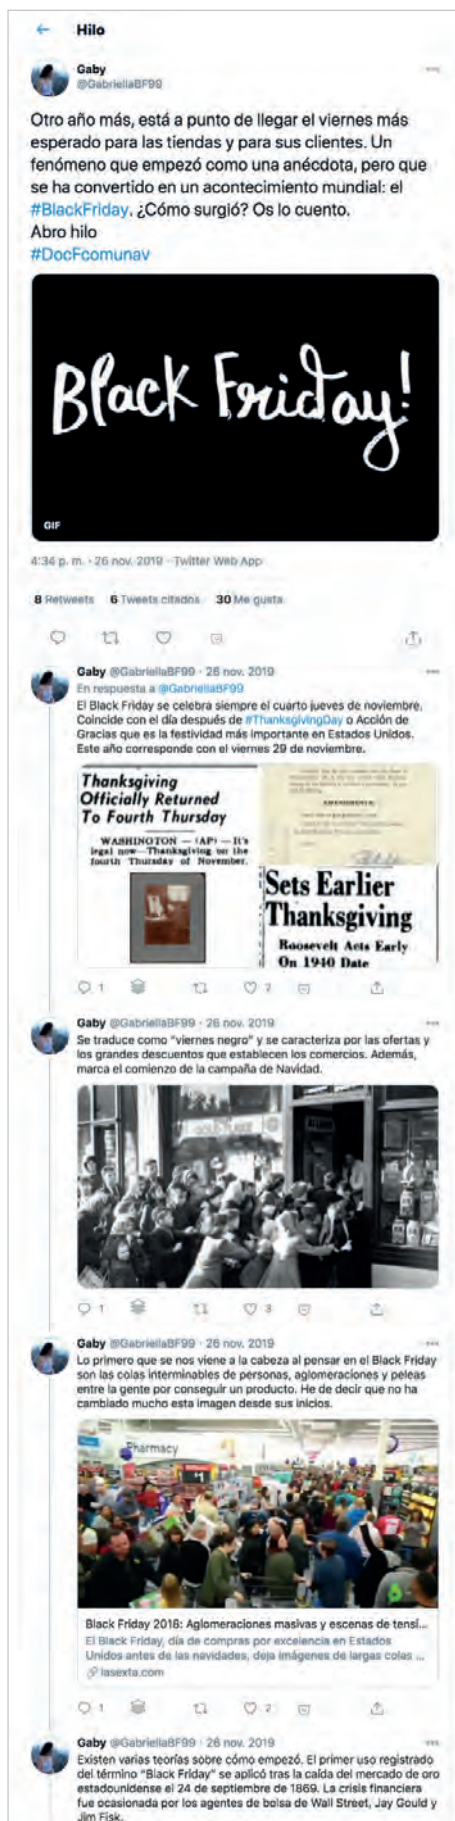 Hilo
Gaby
@GabriellaBF99
Otro año más, está a punto de llegar el viernes más
esperado para las tiendas y para sus clientes. Un
fenómeno que empezó como una anécdota, pero que
se ha convertido en un acontecimiento mundial: el
#BlackFriday. ¿Cómo surgió? Os lo cuento.
Abro hilo
#DocFcomunav
Black Friday!
GIF
4:34 p. m. · 26 nov. 2019 · Twitter Web App
8 Retweets 6 Tweets citados 30 Me gusta
Gaby @GabriellaBF99 · 26 nov. 2019
En respuesta a @GabriellaBF99
El Black Friday se celebra siempre el cuarto jueves de noviembre.
Coincide con el día después de #ThanksgivingDay o Acción de
Gracias que es la festividad más importante en Estados Unidos.
Este año corresponde con el viernes 29 de noviembre.
Thanksgiving
Officially Returned
To Fourth Thursday
WASHINGTON — (AP) — It's
legal now—Thanksgiving on the
fourth Thursday of November.
AMENDMENTS
Sets Earlier
Thanksgiving
Roosevelt Acts Early
On 1940 Date
1 2
Gaby @GabriellaBF99 · 26 nov. 2019
Se traduce como "viernes negro" y se caracteriza por las ofertas y
los grandes descuentos que establecen los comercios. Además,
marca el comienzo de la campaña de Navidad.
1 3
Gaby @GabriellaBF99 · 26 nov. 2019
Lo primero que se nos viene a la cabeza al pensar en el Black Friday
son las colas interminables de personas, aglomeraciones y peleas
entre la gente por conseguir un producto. He de decir que no ha
cambiado mucho esta imagen desde sus inicios.
Pharmacy
$1
Black Friday 2018: Aglomeraciones masivas y escenas de tensi...
El Black Friday, día de compras por excelencia en Estados
Unidos antes de las navidades, deja imágenes de largas colas ...
lasexta.com
1 2
Gaby @GabriellaBF99 · 26 nov. 2019
Existen varias teorías sobre cómo empezó. El primer uso registrado
del término "Black Friday" se aplicó tras la caída del mercado de oro
estadounidense el 24 de septiembre de 1869. La crisis financiera
fue ocasionada por los agentes de bolsa de Wall Street, Jay Gould y
Jim Fisk.